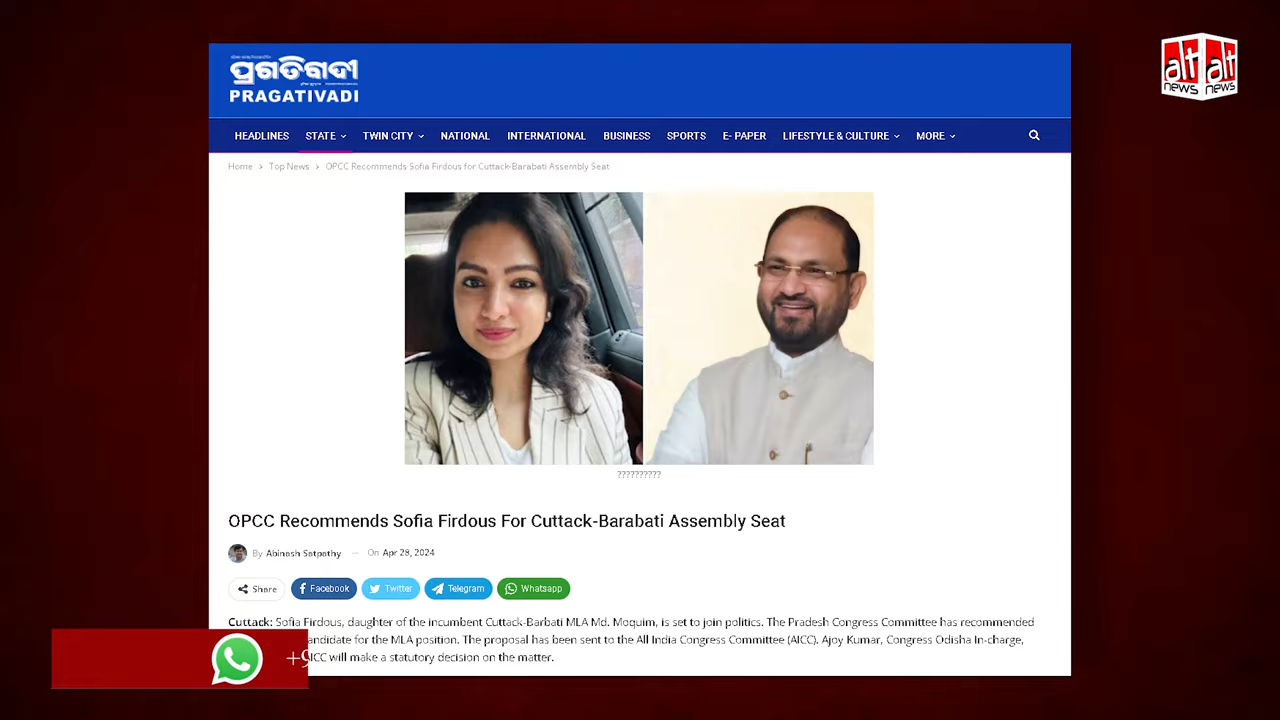 ପ୍ରଗତିବାଦୀ
PRAGATIVADI
alt news alt news
HEADLINES STATE TWIN CITY NATIONAL INTERNATIONAL BUSINESS SPORTS E- PAPER LIFESTYLE & CULTURE MORE
Home > Top News > OPCC Recommends Sofia Firdous for Cuttack-Barabati Assembly Seat
??????????
OPCC Recommends Sofia Firdous For Cuttack-Barabati Assembly Seat
By Abinash Satpathy — On Apr 28, 2024
Share Facebook Twitter Telegram Whatsapp
Cuttack: Sofia Firdous, daughter of the incumbent Cuttack-Barbati MLA Md. Moquim, is set to join politics. The Pradesh Congress Committee has recommended
andidate for the MLA position. The proposal has been sent to the All India Congress Committee (AICC). Ajoy Kumar, Congress Odisha In-charge,
ICC will make a statutory decision on the matter.
+9